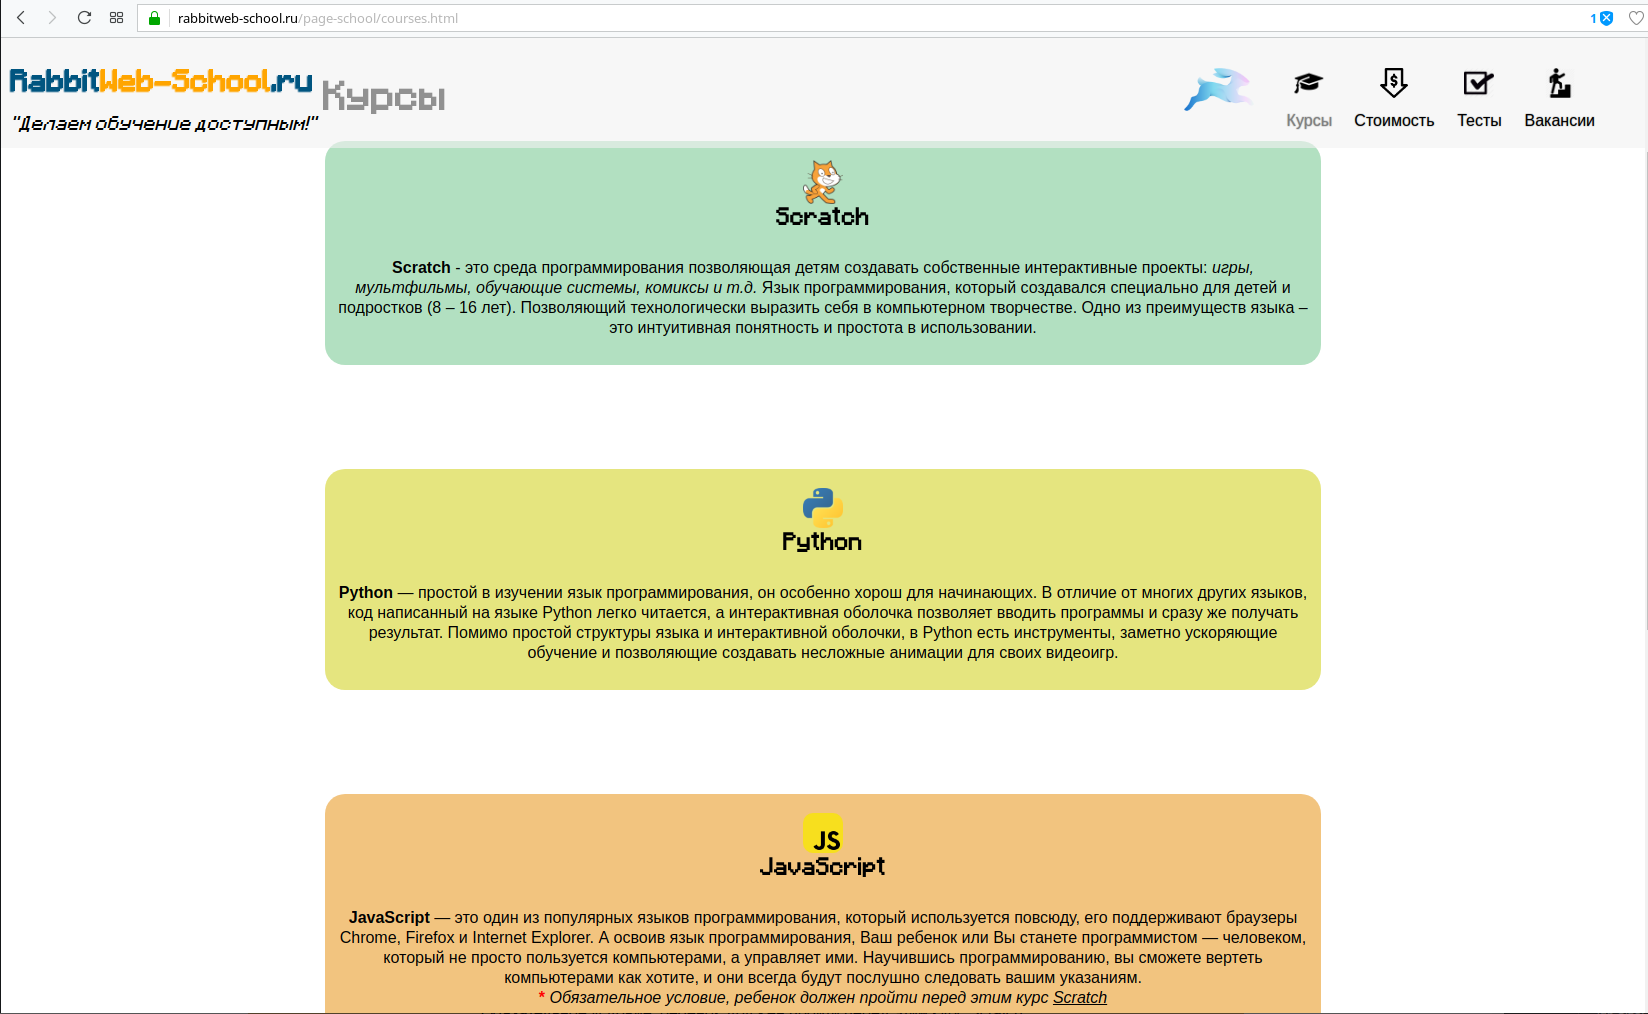 rabbitweb-school.ru/page-school/courses.html
1
RabbitWeb-School.ru
Курсы
"Делаем обучение доступным!"
Курсы
Стоимость
Тесты
Вакансии
Scratch
Scratch - это среда программирования позволяющая детям создавать собственные интерактивные проекты: игры,
мультфильмы, обучающие системы, комиксы и т.д. Язык программирования, который создавался специально для детей и
подростков (8 – 16 лет). Позволяющий технологически выразить себя в компьютерном творчестве. Одно из преимуществ языка –
это интуитивная понятность и простота в использовании.
Python
Python — простой в изучении язык программирования, он особенно хорош для начинающих. В отличие от многих других языков,
код написанный на языке Python легко читается, а интерактивная оболочка позволяет вводить программы и сразу же получать
результат. Помимо простой структуры языка и интерактивной оболочки, в Python есть инструменты, заметно ускоряющие
обучение и позволяющие создавать несложные анимации для своих видеоигр.
JS
JavaScript
JavaScript — это один из популярных языков программирования, который используется повсюду, его поддерживают браузеры
Chrome, Firefox и Internet Explorer. А освоив язык программирования, Ваш ребенок или Вы станете программистом — человеком,
который не просто пользуется компьютерами, а управляет ими. Научившись программированию, вы сможете вертеть
компьютерами как хотите, и они всегда будут послушно следовать вашим указаниям.
* Обязательное условие, ребенок должен пройти перед этим курс Scratch